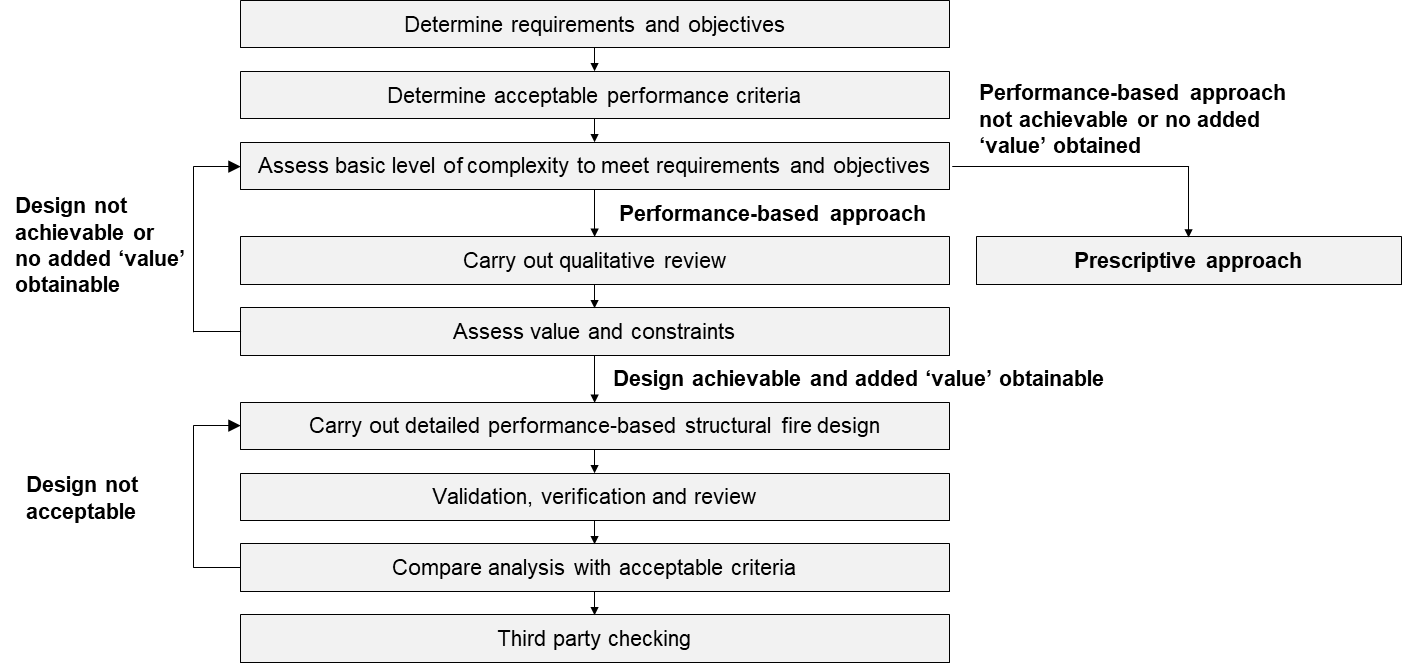 Determine requirements and objectives
Determine acceptable performance criteria
Performance-based approach
not achievable or no added
‘value’ obtained
Assess basic level of complexity to meet requirements and objectives
Design not
achievable or
no added ‘value’
obtainable
Performance-based approach
Carry out qualitative review
Prescriptive approach
Assess value and constraints
Design achievable and added ‘value’ obtainable
Carry out detailed performance-based structural fire design
Design not
acceptable
Validation, verification and review
Compare analysis with acceptable criteria
Third party checking